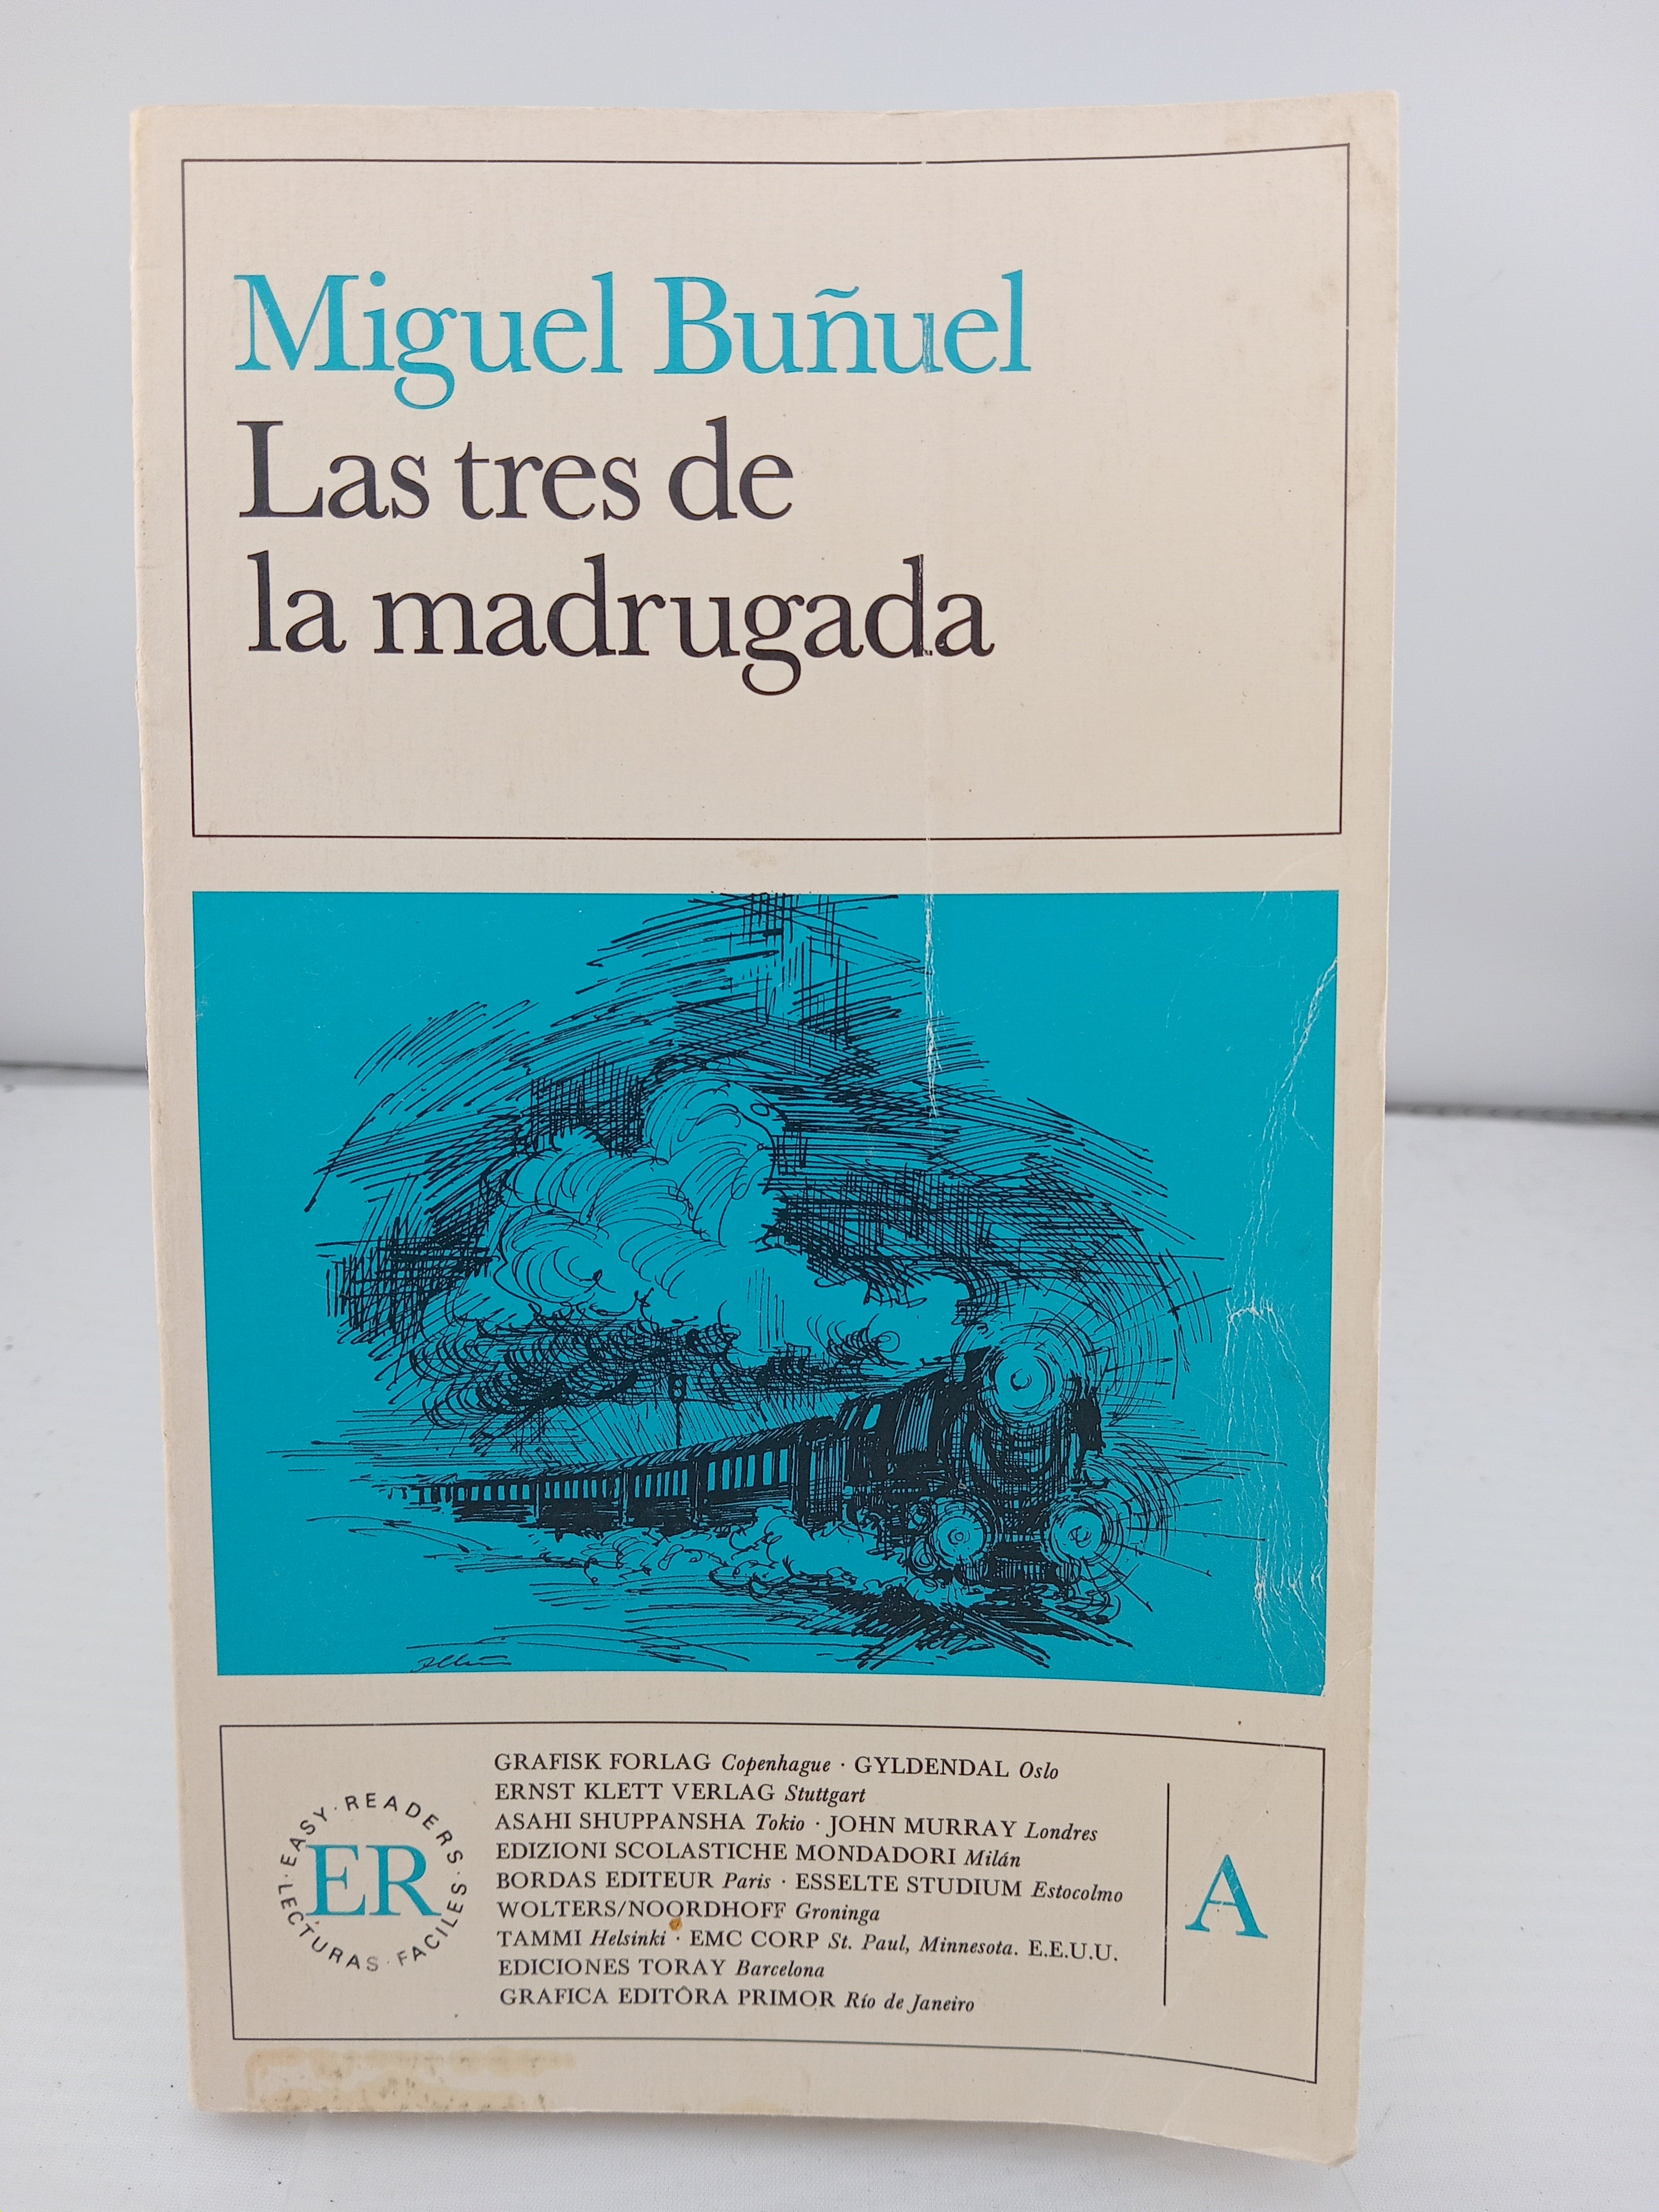 Miguel Buñuel
Las tres de
la madrugada
EASY · READERS ·
ER
LECTURAS · FACILES ·
GRAFISK FORLAG Copenhague · GYLDENDAL Oslo
ERNST KLETT VERLAG Stuttgart
ASAHI SHUPPANSHA Tokio · JOHN MURRAY Londres
EDIZIONI SCOLASTICHE MONDADORI Milán
BORDAS EDITEUR Paris · ESSELTE STUDIUM Estocolmo
WOLTERS/NOORDHOFF Groninga
TAMMI Helsinki · EMC CORP St. Paul, Minnesota. E.E.U.U.
EDICIONES TORAY Barcelona
GRAFICA EDITÔRA PRIMOR Río de Janeiro
A